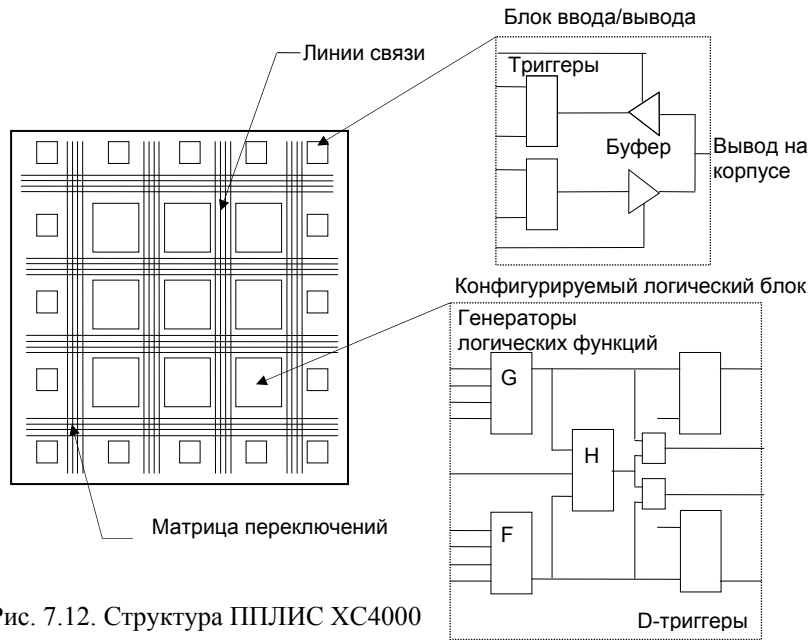 Блок ввода/вывода
Линии связи
Триггеры
Буфер
Вывод на
корпусе
Конфигурируемый логический блок
Генераторы
логических функций
G
H
F
Матрица переключений
D-триггеры
Рис. 7.12. Структура ППЛИС XC4000